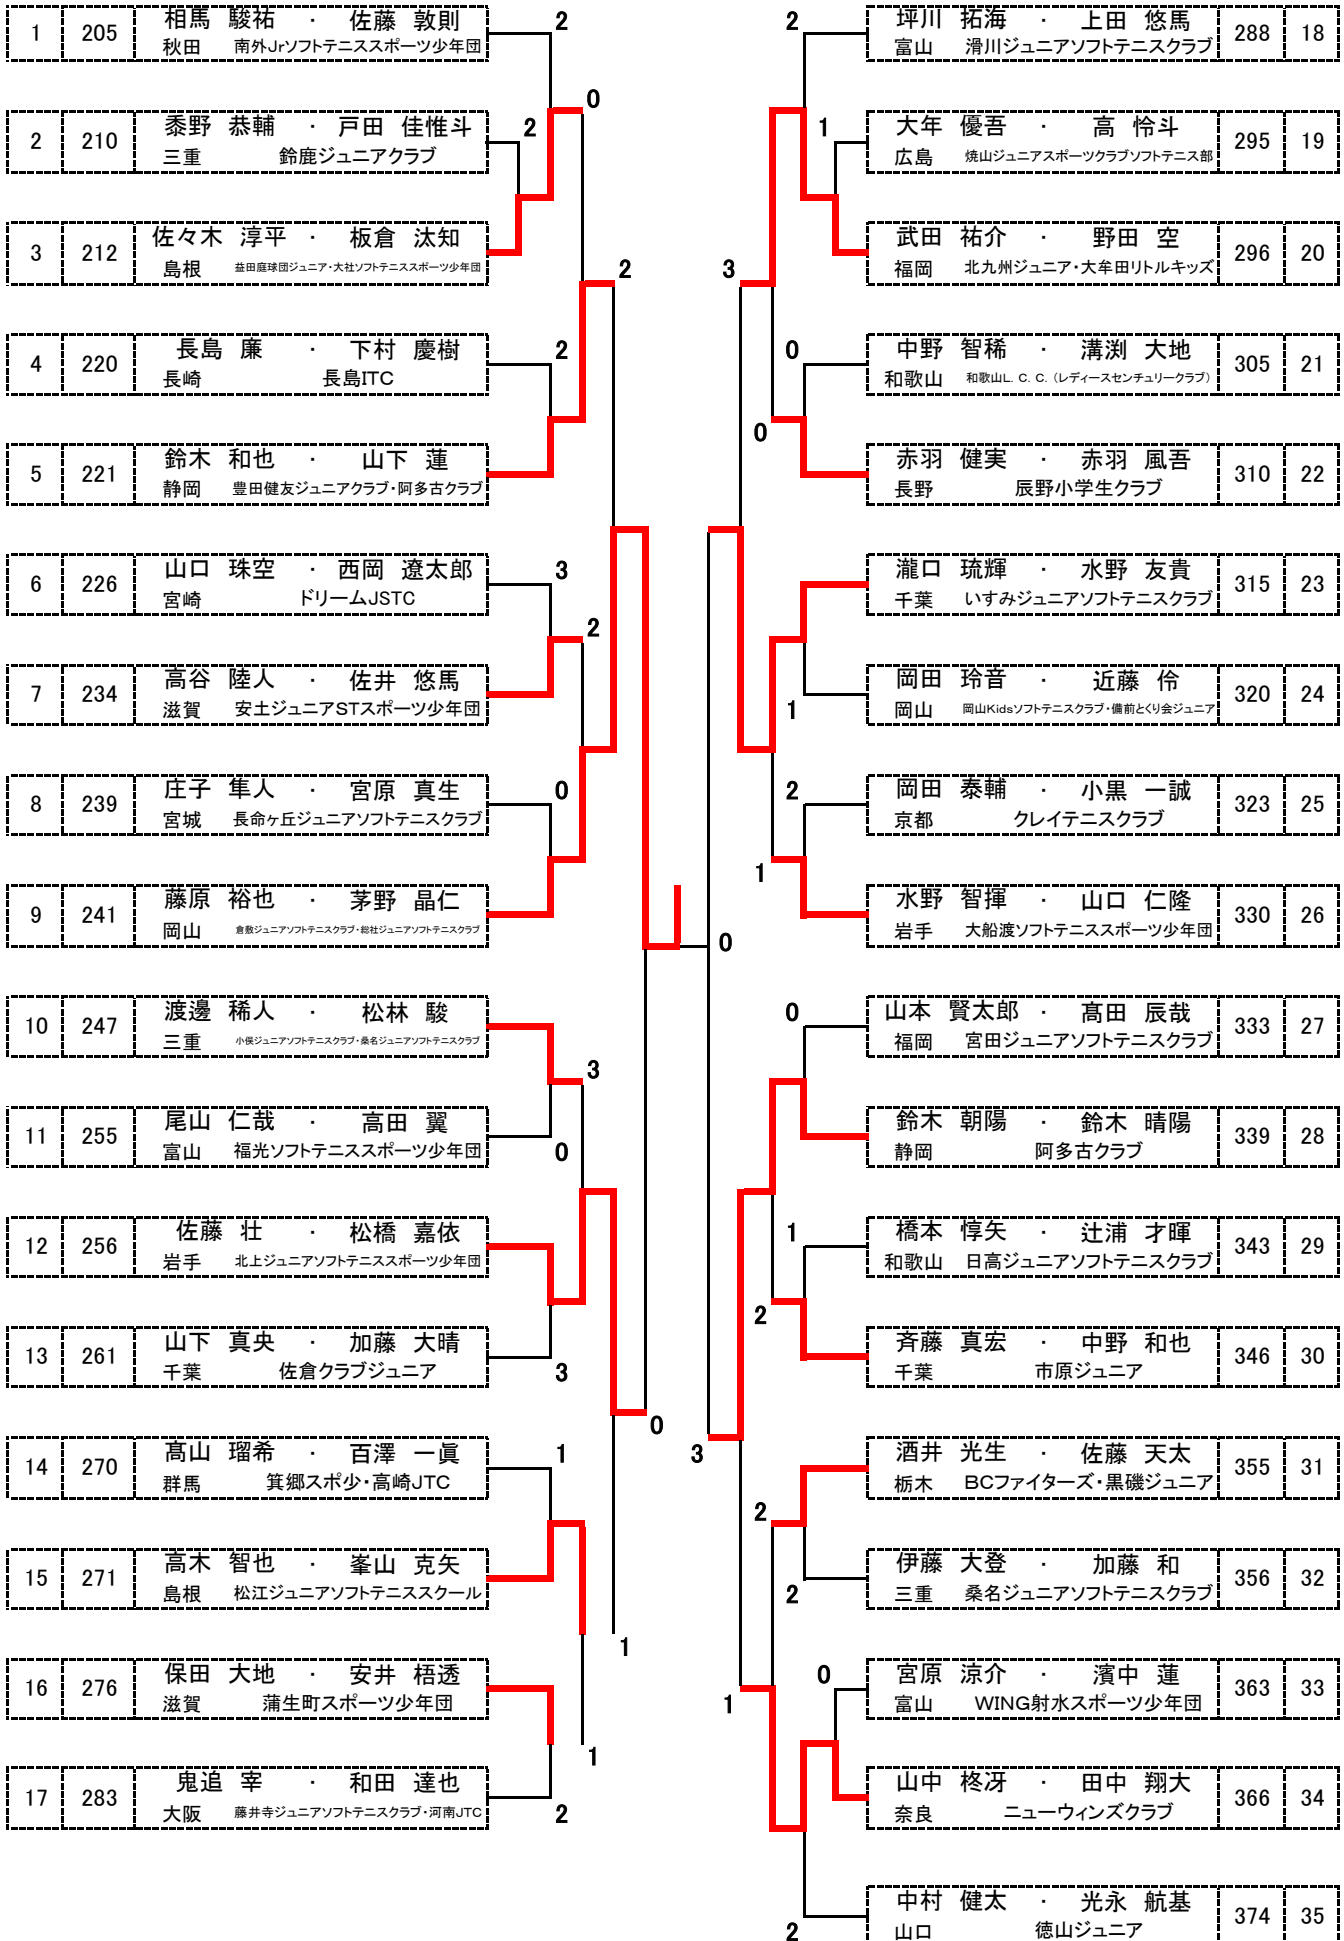 1 205 相馬 駿祐 ・ 佐藤 敦則
秋田 南外Jrソフトテニススポーツ少年団
2
0
2 210 黍野 恭輔 ・ 戸田 佳惟斗
三重 鈴鹿ジュニアクラブ
2
3 212 佐々木 淳平 ・ 板倉 汰知
島根 益田庭球団ジュニア・大社ソフトテニススポーツ少年団
2
4 220 長島 廉 ・ 下村 慶樹
長崎 長島ITC
2
5 221 鈴木 和也 ・ 山下 蓮
静岡 豊田健友ジュニアクラブ・阿多古クラブ
6 226 山口 珠空 ・ 西岡 遼太郎
宮崎 ドリームJSTC
3
2
7 234 高谷 陸人 ・ 佐井 悠馬
滋賀 安土ジュニアSTスポーツ少年団
8 239 庄子 隼人 ・ 宮原 真生
宮城 長命ヶ丘ジュニアソフトテニスクラブ
0
9 241 藤原 裕也 ・ 茅野 晶仁
岡山 倉敷ジュニアソフトテニスクラブ・総社ジュニアソフトテニスクラブ
0
10 247 渡邊 稀人 ・ 松林 駿
三重 小俣ジュニアソフトテニスクラブ・桑名ジュニアソフトテニスクラブ
3
11 255 尾山 仁哉 ・ 高田 翼
富山 福光ソフトテニススポーツ少年団
0
12 256 佐藤 壮 ・ 松橋 嘉依
岩手 北上ジュニアソフトテニススポーツ少年団
13 261 山下 真央 ・ 加藤 大晴
千葉 佐倉クラブジュニア
3
0
14 270 髙山 瑠希 ・ 百澤 一眞
群馬 箕郷スポ少・高崎JTC
1
15 271 高木 智也 ・ 峯山 克矢
島根 松江ジュニアソフトテニススクール
1
16 276 保田 大地 ・ 安井 梧透
滋賀 蒲生町スポーツ少年団
1
17 283 鬼追 宰 ・ 和田 達也
大阪 藤井寺ジュニアソフトテニスクラブ・河南JTC
2
2
坪川 拓海 ・ 上田 悠馬 288 18
富山 滑川ジュニアソフトテニスクラブ
1
大年 優吾 ・ 高 怜斗 295 19
広島 焼山ジュニアスポーツクラブソフトテニス部
武田 祐介 ・ 野田 空 296 20
福岡 北九州ジュニア・大牟田リトルキッズ
3
0
中野 智稀 ・ 溝渕 大地 305 21
和歌山 和歌山L.C.C.(レディースセンチュリークラブ)
0
赤羽 健実 ・ 赤羽 風吾 310 22
長野 辰野小学生クラブ
瀧口 琉輝 ・ 水野 友貴 315 23
千葉 いすみジュニアソフトテニスクラブ
岡田 玲音 ・ 近藤 伶 320 24
岡山 岡山Kidsソフトテニスクラブ・備前とくり会ジュニア
1
2
岡田 泰輔 ・ 小黒 一誠 323 25
京都 クレイテニスクラブ
1
水野 智揮 ・ 山口 仁隆 330 26
岩手 大船渡ソフトテニススポーツ少年団
0
山本 賢太郎 ・ 髙田 辰哉 333 27
福岡 宮田ジュニアソフトテニスクラブ
鈴木 朝陽 ・ 鈴木 晴陽 339 28
静岡 阿多古クラブ
1
橋本 惇矢 ・ 辻浦 才暉 343 29
和歌山 日高ジュニアソフトテニスクラブ
2
斉藤 真宏 ・ 中野 和也 346 30
千葉 市原ジュニア
3
酒井 光生 ・ 佐藤 天太 355 31
栃木 BCファイターズ・黒磯ジュニア
2
伊藤 大登 ・ 加藤 和 356 32
三重 桑名ジュニアソフトテニスクラブ
2
0
宮原 涼介 ・ 濱中 蓮 363 33
富山 WING射水スポーツ少年団
1
山中 柊冴 ・ 田中 翔大 366 34
奈良 ニューウィンズクラブ
中村 健太 ・ 光永 航基 374 35
山口 徳山ジュニア
2